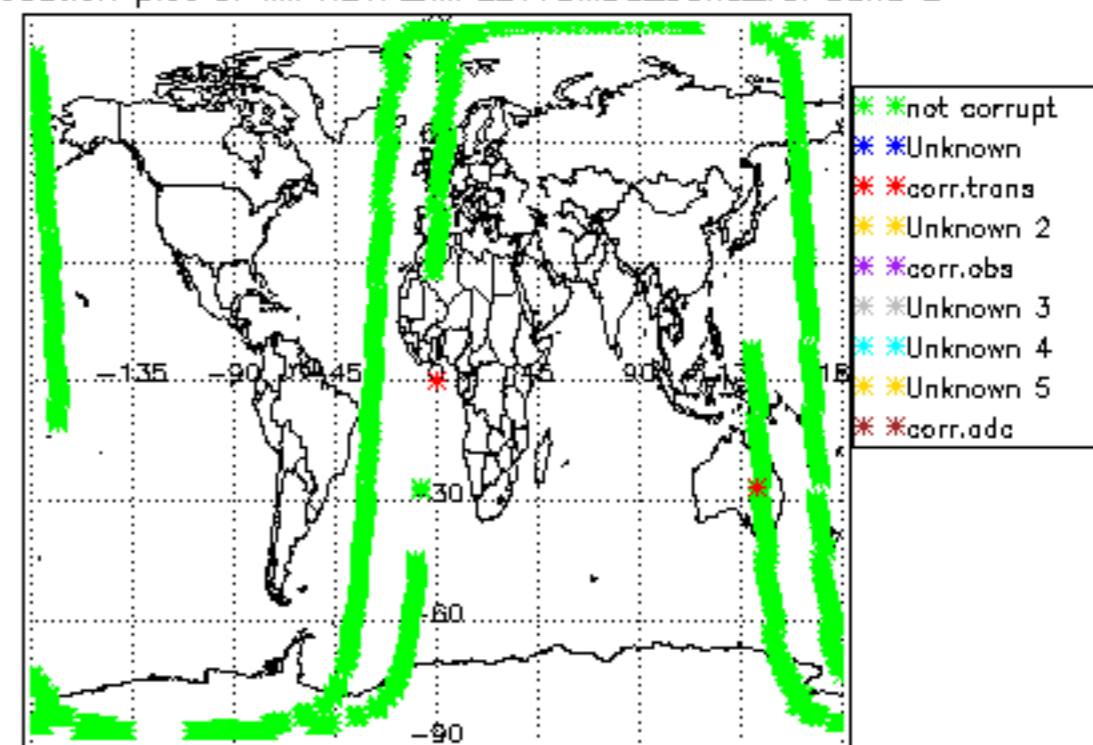 not corrupt
Unknown
corr.trans
Unknown 2
corr.obs
Unknown 3
Unknown 4
Unknown 5
corr.adc
-135 -90 45 45 90
30
-60
-90